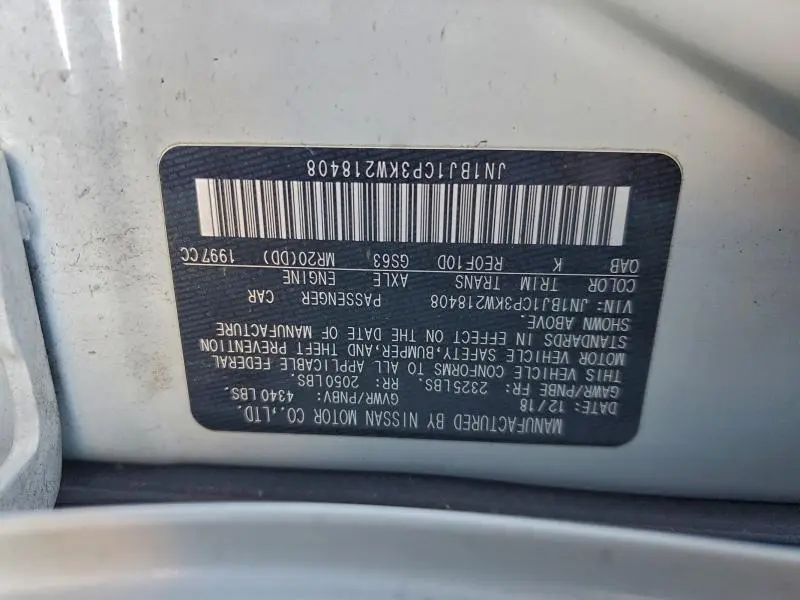 MANUFACTURED BY NISSAN MOTOR CO.,LTD.
DATE: 12/18 GVWR/PNBV: 4340 LBS.
GAWR/PNBE FR: 2325LBS. RR: 2050LBS.
THIS VEHICLE CONFORMS TO ALL APPLICABLE FEDERAL
MOTOR VEHICLE SAFETY,BUMPER,AND THEFT PREVENTION
STANDARDS IN EFFECT ON THE DATE OF MANUFACTURE
SHOWN ABOVE.
VIN: JN1BJ1CP3KW218408 PASSENGER CAR
COLOR TRIM TRANS AXLE ENGINE
QAB K RE0F10D GS63 MR20(DD) 1997CC
JN1BJ1CP3KW218408